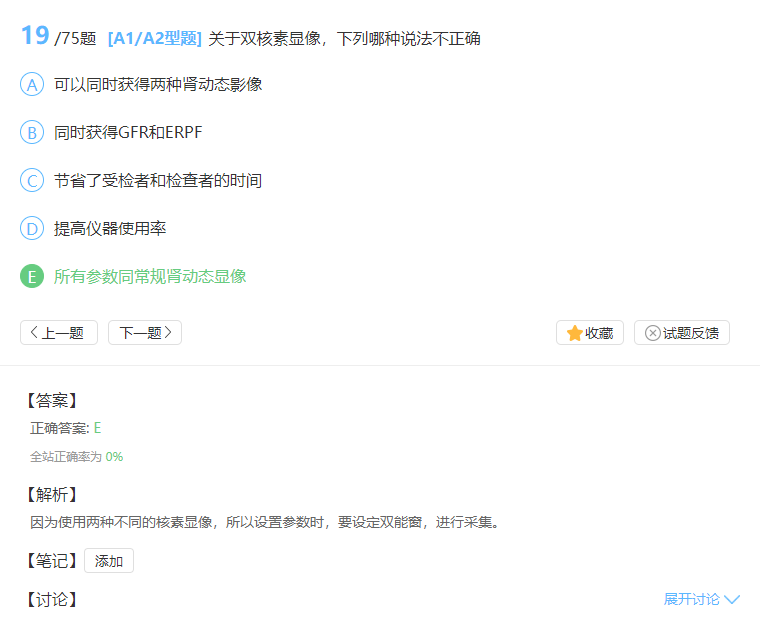 19 /75题 [A1/A2型题] 关于双核素显像，下列哪种说法不正确
A 可以同时获得两种肾动态影像
B 同时获得GFR和ERPF
C 节省了受检者和检查者的时间
D 提高仪器使用率
E 所有参数同常规肾动态显像
上一题 下一题 收藏 试题反馈
【答案】
正确答案: E
全站正确率为 0%
【解析】
因为使用两种不同的核素显像，所以设置参数时，要设定双能窗，进行采集。
【笔记】 添加
【讨论】 展开讨论